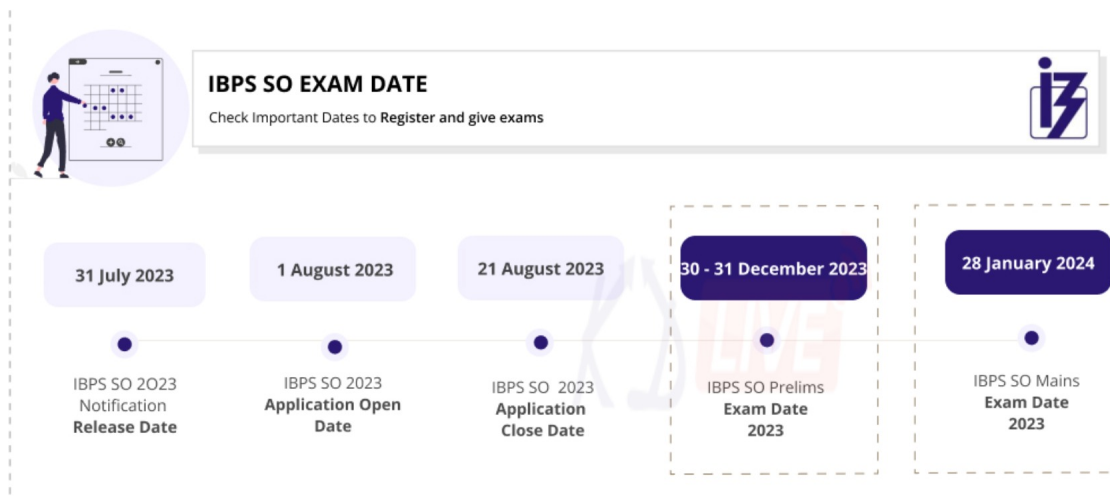 IBPS SO EXAM DATE
Check Important Dates to Register and give exams
31 July 2023
IBPS SO 2O23
Notification
Release Date
1 August 2023
IBPS SO 2023
Application Open
Date
21 August 2023
IBPS SO 2023
Application
Close Date
30 - 31 December 2023
IBPS SO Prelims
Exam Date
2023
28 January 2024
IBPS SO Mains
Exam Date
2023
KD
LIVE